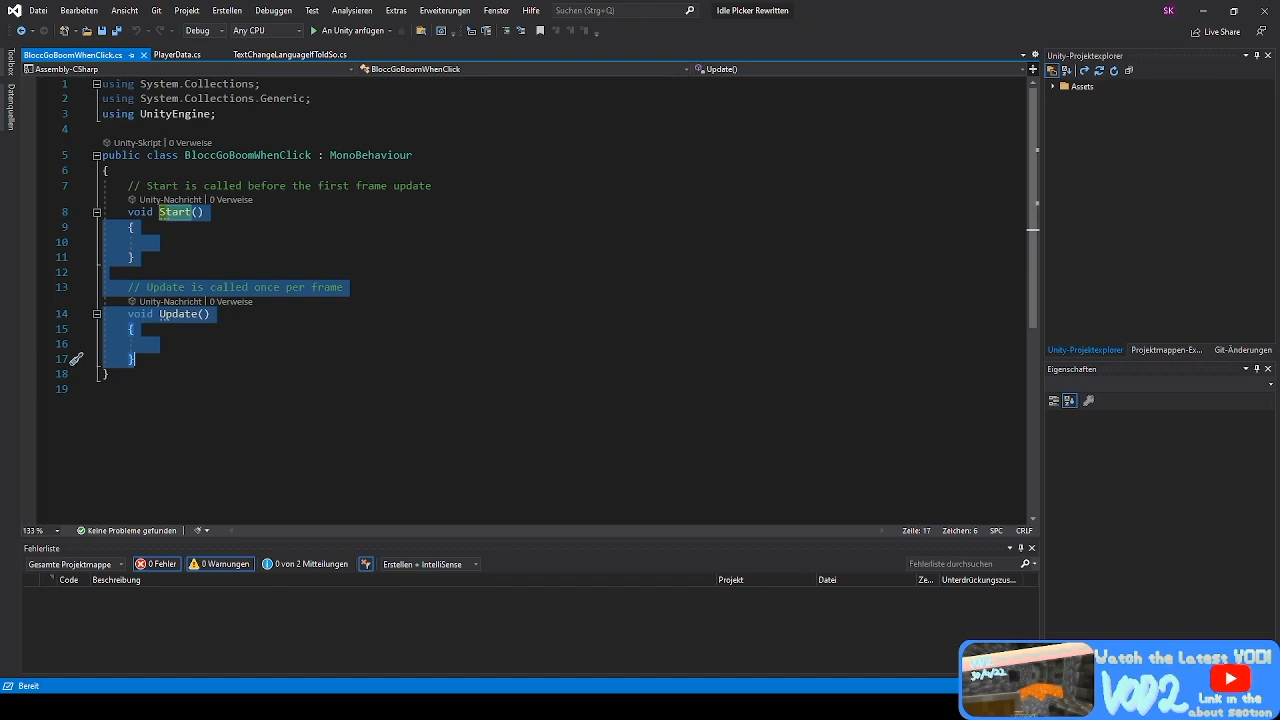 Datei Bearbeiten Ansicht Git Projekt Erstellen Debuggen Test Analysieren Extras Erweiterungen Fenster Hilfe Suchen (Strg+Q) Idle Picker Rewritten SK
Debug Any CPU An Unity anfügen Live Share
BloccGoBoomWhenClick.cs PlayerData.cs TextChangeLanguageIfToldSo.cs
Toolbox
Datenquellen
Assembly-CSharp BloccGoBoomWhenClick Update()
1 using System.Collections;
2 using System.Collections.Generic;
3 using UnityEngine;
4
Unity-Skript | 0 Verweise
5 public class BloccGoBoomWhenClick : MonoBehaviour
6 {
7 // Start is called before the first frame update
Unity-Nachricht | 0 Verweise
8 void Start()
9 {
10
11 }
12
13 // Update is called once per frame
Unity-Nachricht | 0 Verweise
14 void Update()
15 {
16
17 }
18 }
19
133 % Keine Probleme gefunden Zeile: 17 Zeichen: 6 SPC CRLF
Fehlerliste
Gesamte Projektmappe 0 Fehler 0 Warnungen 0 von 2 Mitteilungen Erstellen + IntelliSense Fehlerliste durchsuchen
Code Beschreibung Projekt Datei Ze... Unterdrückungszus...
Bereit
Unity-Projektexplorer
Assets
Unity-Projektexplorer Projektmappen-Ex... Git-Änderungen
Eigenschaften
Watch the Latest VOD!
VOD2
Link in the
about section
VOD2